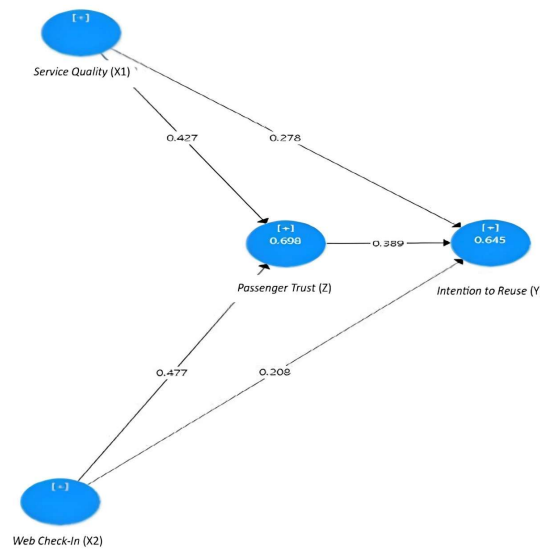 [+]
Service Quality (X1)
0.427
0.278
[+]
0.698
[+]
0.645
0.389
Passenger Trust (Z)
Intention to Reuse (Y
0.477
0.208
[+]
Web Check-In (X2)